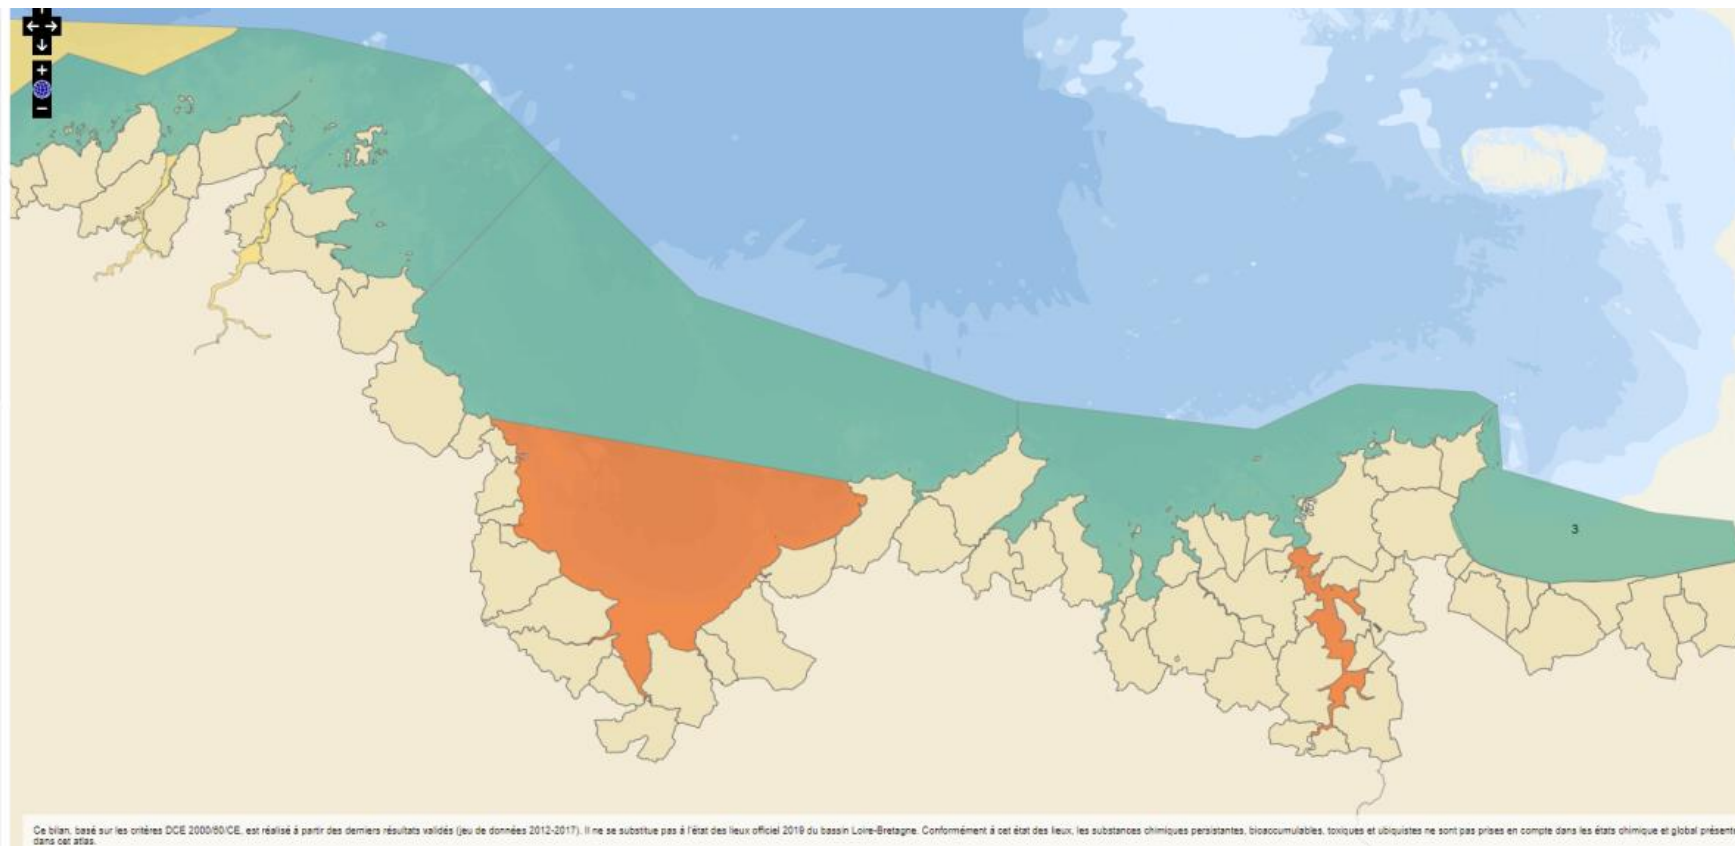 3
Ce bilan, basé sur les critères DCE 2000/60/CE, est réalisé à partir des derniers résultats validés (jeu de données 2012-2017). Il ne se substitue pas à l'état des lieux officiel 2019 du bassin Loire-Bretagne. Conformément à cet état des lieux, les substances chimiques persistantes, bioaccumulables, toxiques et ubiquistes ne sont pas prises en compte dans les états chimique et global présenté
dans cet atlas.